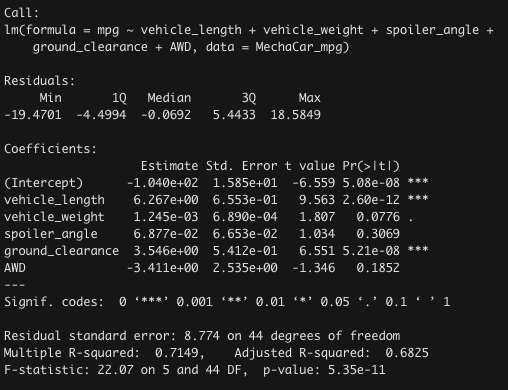 Call:
lm(formula = mpg ~ vehicle_length + vehicle_weight + spoiler_angle +
    ground_clearance + AWD, data = MechaCar_mpg)

Residuals:
     Min       1Q   Median       3Q      Max
-19.4701  -4.4994  -0.0692   5.4433  18.5849

Coefficients:
                   Estimate Std. Error t value Pr(>|t|)
(Intercept)      -1.040e+02  1.585e+01  -6.559 5.08e-08 ***
vehicle_length    6.267e+00  6.553e-01   9.563 2.60e-12 ***
vehicle_weight    1.245e-03  6.890e-04   1.807   0.0776 .
spoiler_angle     6.877e-02  6.653e-02   1.034   0.3069
ground_clearance  3.546e+00  5.412e-01   6.551 5.21e-08 ***
AWD              -3.411e+00  2.535e+00  -1.346   0.1852
---
Signif. codes:  0 ‘***’ 0.001 ‘**’ 0.01 ‘*’ 0.05 ‘.’ 0.1 ‘ ’ 1

Residual standard error: 8.774 on 44 degrees of freedom
Multiple R-squared:  0.7149,    Adjusted R-squared:  0.6825
F-statistic: 22.07 on 5 and 44 DF,  p-value: 5.35e-11